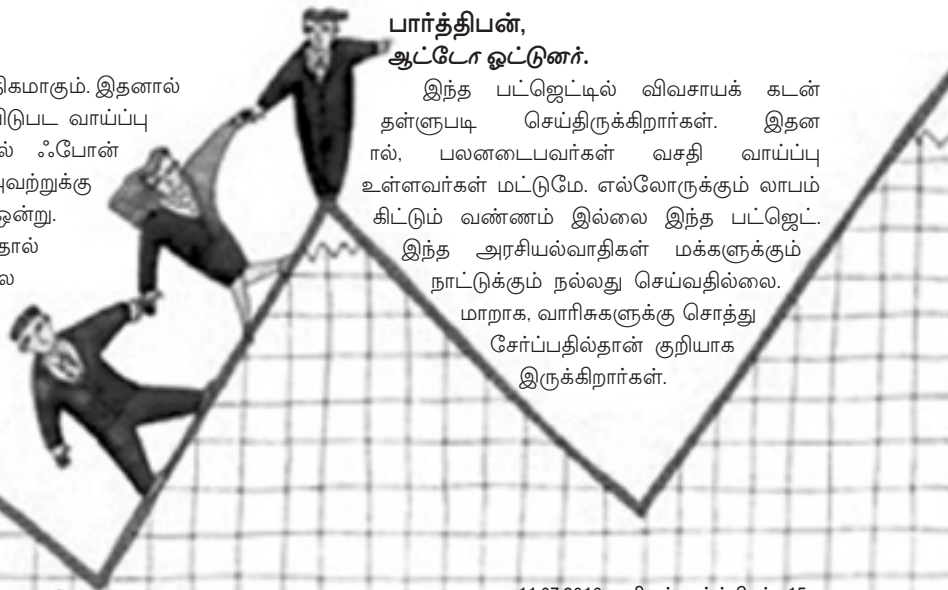 திகமாகும். இதனால்
விடுபட வாய்ப்பு
ல் ஃபோன்
அவற்றுக்கு
ஒன்று.
தால்
ல
பார்த்திபன்,
ஆட்டோ ஓட்டுனர்.
இந்த பட்ஜெட்டில் விவசாயக் கடன்
தள்ளுபடி செய்திருக்கிறார்கள். இதன
ால், பலனடைபவர்கள் வசதி வாய்ப்பு
உள்ளவர்கள் மட்டுமே. எல்லோருக்கும் லாபம்
கிட்டும் வண்ணம் இல்லை இந்த பட்ஜெட்.
இந்த அரசியல்வாதிகள் மக்களுக்கும்
நாட்டுக்கும் நல்லது செய்வதில்லை.
மாறாக, வாரிசுகளுக்கு சொத்து
சேர்ப்பதில்தான் குறியாக
இருக்கிறார்கள்.